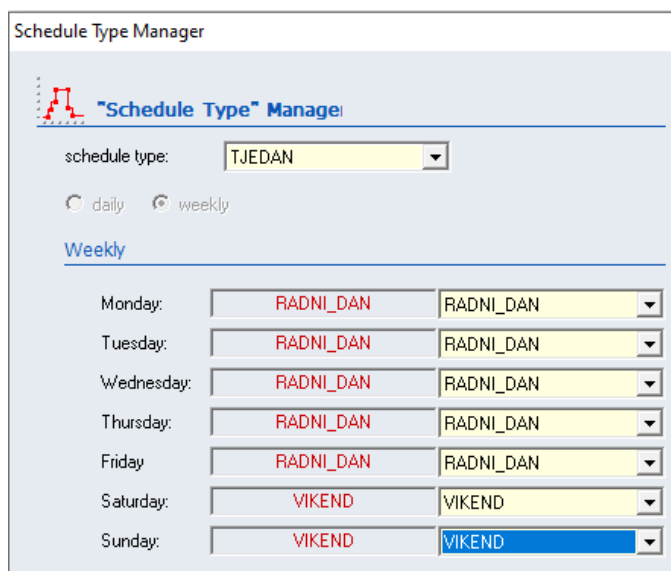 Schedule Type Manager
"Schedule Type" Manager
schedule type: TJEDAN
daily weekly
Weekly
Monday: RADNI_DAN RADNI_DAN
Tuesday: RADNI_DAN RADNI_DAN
Wednesday: RADNI_DAN RADNI_DAN
Thursday: RADNI_DAN RADNI_DAN
Friday RADNI_DAN RADNI_DAN
Saturday: VIKEND VIKEND
Sunday: VIKEND VIKEND